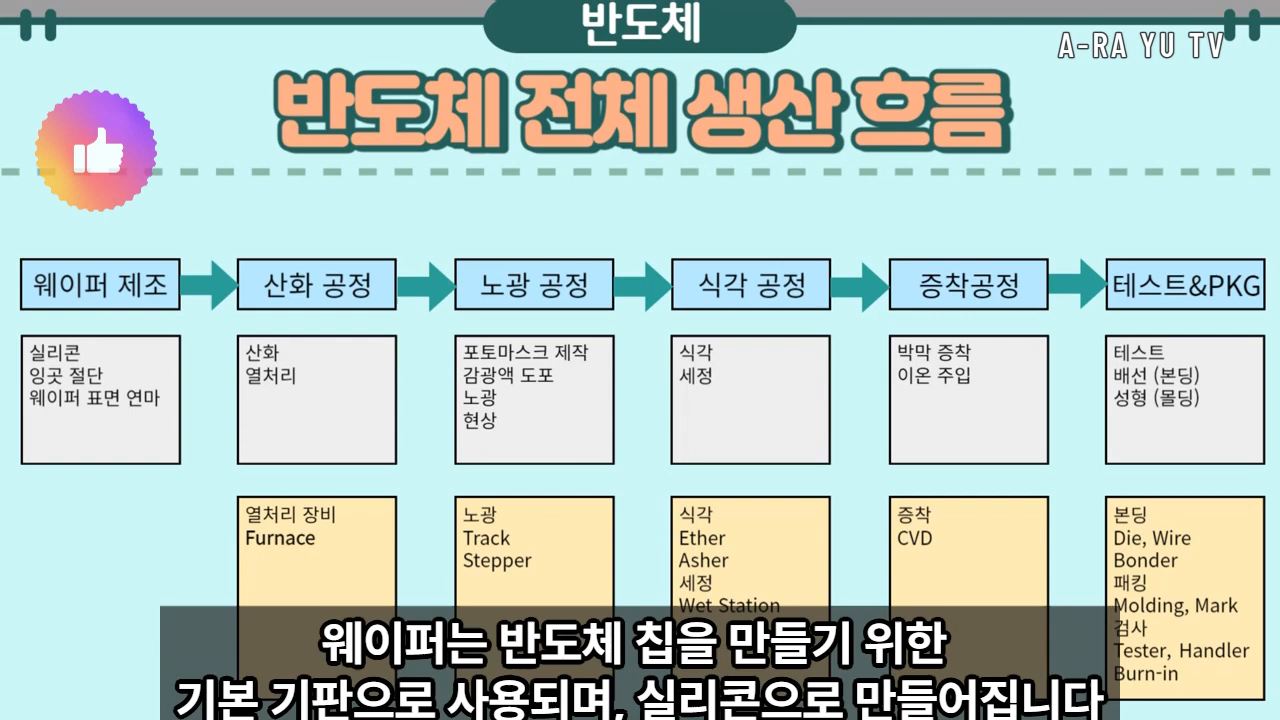 반도체
A-RA YU TV
반도체 전체 생산 흐름
웨이퍼 제조
산화 공정
노광 공정
식각 공정
증착공정
테스트&PKG
실리콘
잉곳 절단
웨이퍼 표면 연마
산화
열처리
포토마스크 제작
감광액 도포
노광
현상
식각
세정
박막 증착
이온 주입
테스트
배선 (본딩)
성형 (몰딩)
열처리 장비
Furnace
노광
Track
Stepper
식각
Ether
Asher
세정
Wet Station
증착
CVD
본딩
Die, Wire
Bonder
패킹
Molding, Mark
검사
Tester, Handler
Burn-in
웨이퍼는 반도체 칩을 만들기 위한
기본 기판으로 사용되며, 실리콘으로 만들어집니다